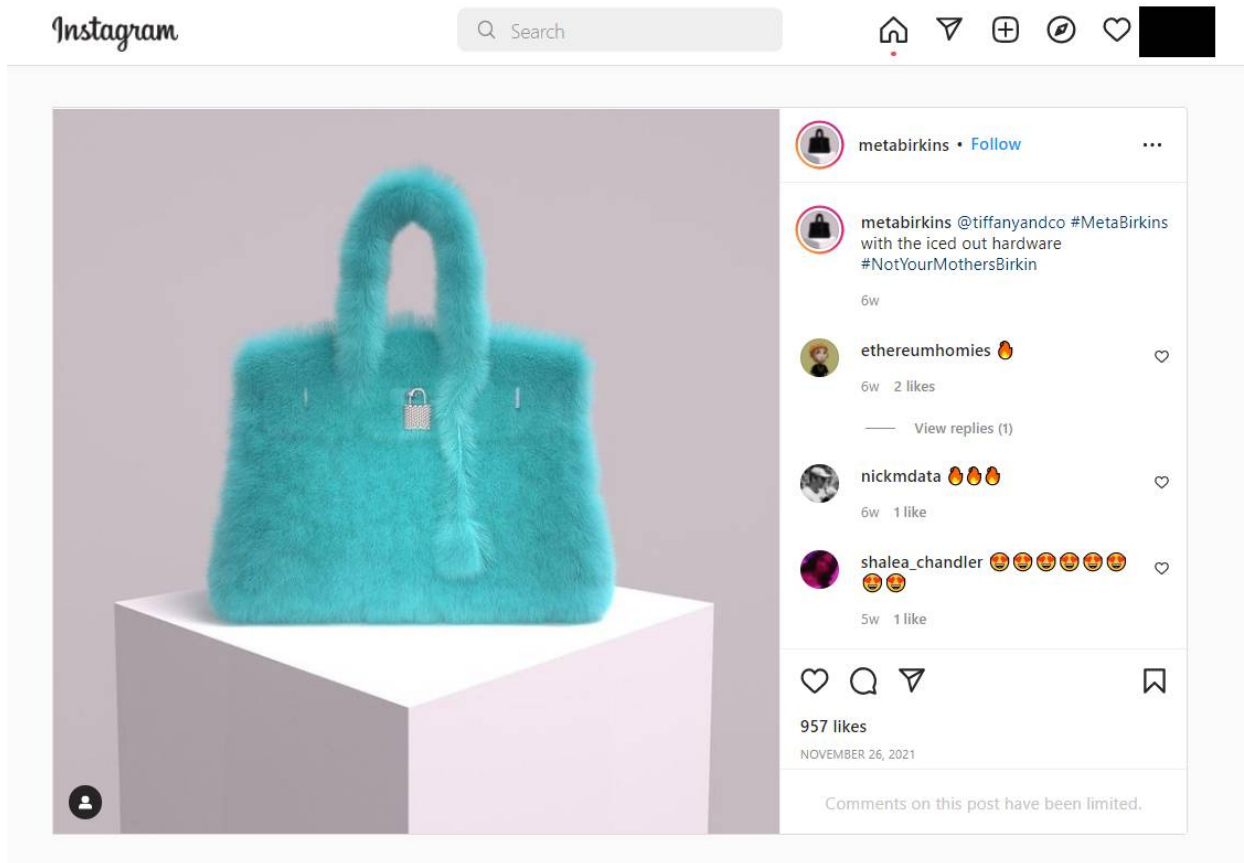 Instagram
Search
metabirkins • Follow
metabirkins @tiffanyandco #MetaBirkins
with the iced out hardware
#NotYourMothersBirkin
6w
ethereumhomies 🔥
6w 2 likes
View replies (1)
nickmdata 🔥🔥🔥
6w 1 like
shalea_chandler 😍😍😍😍😍😍
😍😍
5w 1 like
957 likes
NOVEMBER 26, 2021
Comments on this post have been limited.